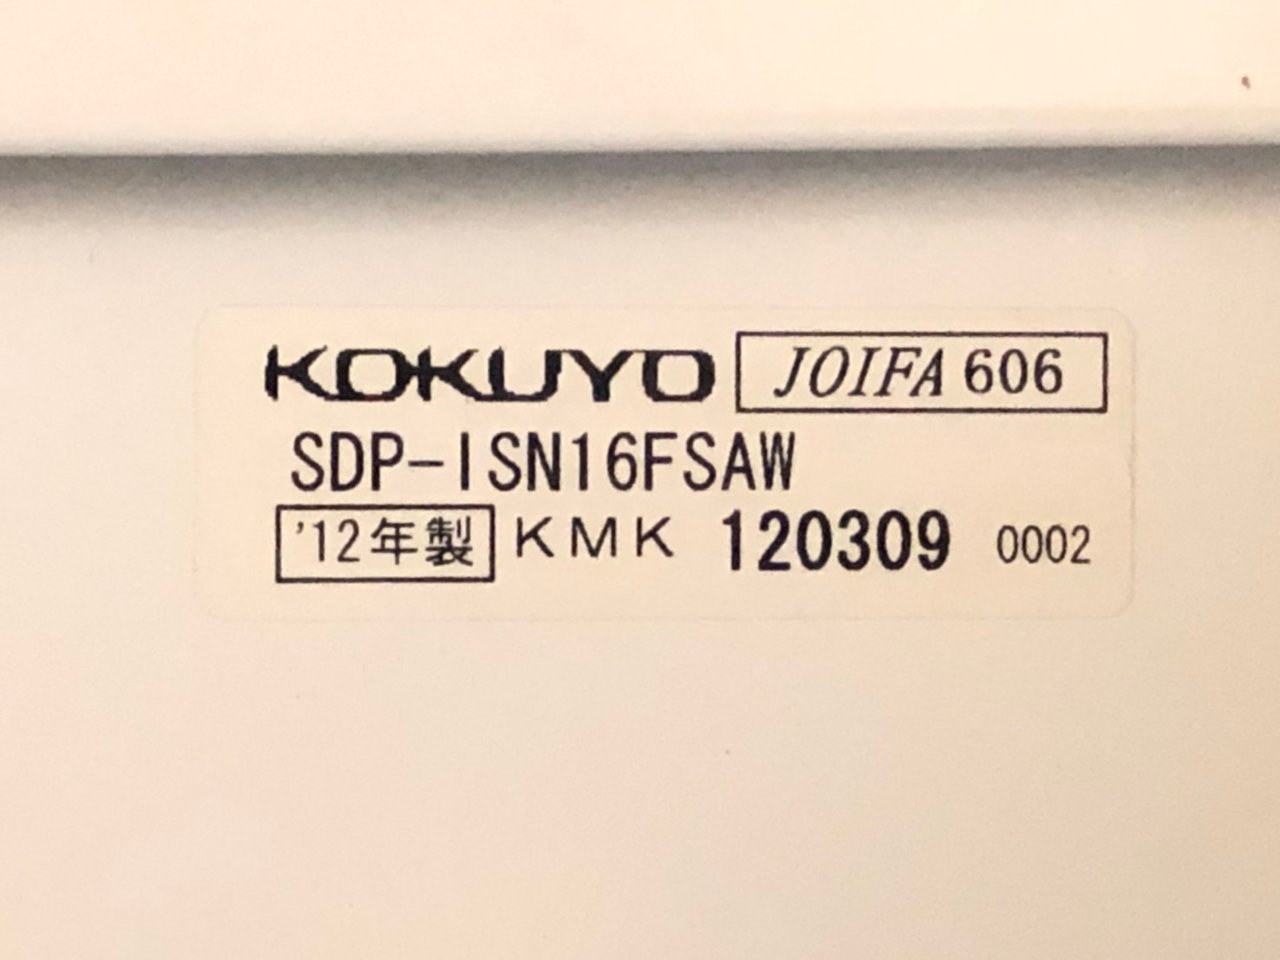 KOKUYO JOIFA 606
SDP-ISN16FSAW
'12年製 KMK 120309 0002